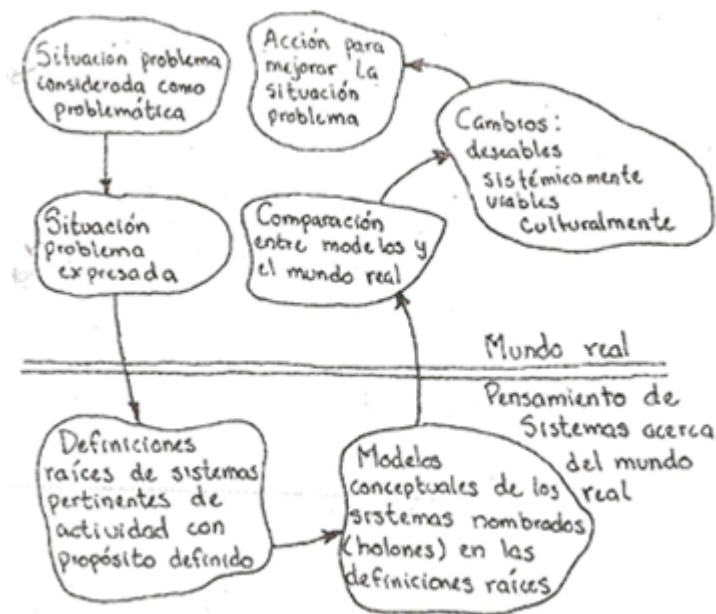 Situación problema
considerada como
problemática
Situación
problema
expresada
Definiciones
raíces de sistemas
pertinentes de
actividad con
propósito definido
Modelos
conceptuales de los
sistemas nombrados
(holones) en las
definiciones raíces
Comparación
entre modelos y
el mundo real
Cambios:
deseables
sistémicamente
viables
culturalmente
Acción para
mejorar la
situación
problema
Mundo real
Pensamiento de
Sistemas acerca
del mundo
real